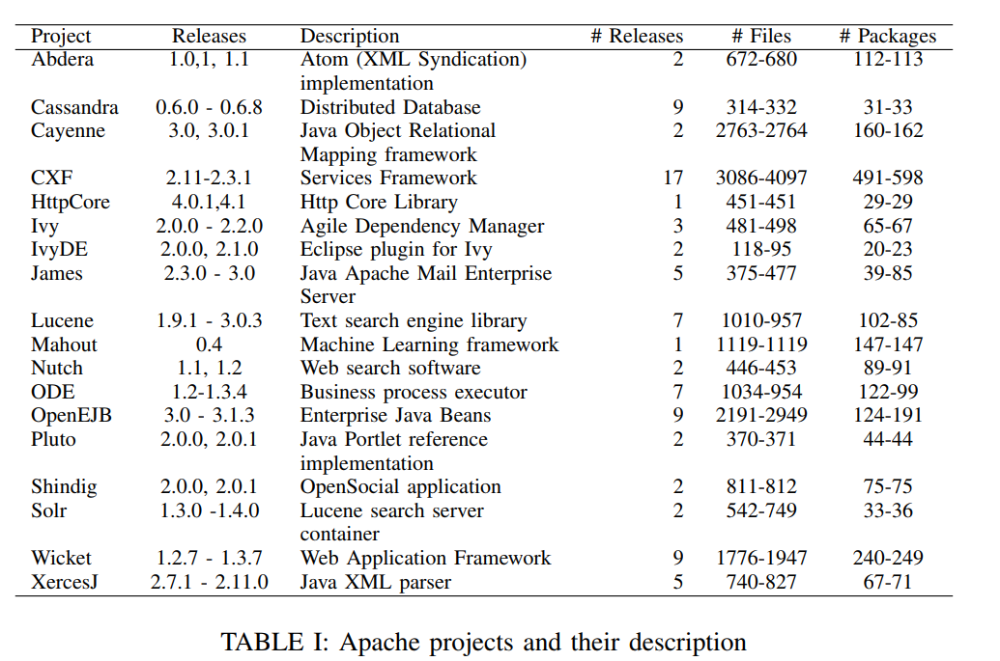 Project Releases Description # Releases # Files # Packages
Abdera 1.0,1, 1.1 Atom (XML Syndication) 2 672-680 112-113
implementation
Cassandra 0.6.0 - 0.6.8 Distributed Database 9 314-332 31-33
Cayenne 3.0, 3.0.1 Java Object Relational 2 2763-2764 160-162
Mapping framework
CXF 2.11-2.3.1 Services Framework 17 3086-4097 491-598
HttpCore 4.0.1,4.1 Http Core Library 1 451-451 29-29
Ivy 2.0.0 - 2.2.0 Agile Dependency Manager 3 481-498 65-67
IvyDE 2.0.0, 2.1.0 Eclipse plugin for Ivy 2 118-95 20-23
James 2.3.0 - 3.0 Java Apache Mail Enterprise 5 375-477 39-85
Server
Lucene 1.9.1 - 3.0.3 Text search engine library 7 1010-957 102-85
Mahout 0.4 Machine Learning framework 1 1119-1119 147-147
Nutch 1.1, 1.2 Web search software 2 446-453 89-91
ODE 1.2-1.3.4 Business process executor 7 1034-954 122-99
OpenEJB 3.0 - 3.1.3 Enterprise Java Beans 9 2191-2949 124-191
Pluto 2.0.0, 2.0.1 Java Portlet reference 2 370-371 44-44
implementation
Shindig 2.0.0, 2.0.1 OpenSocial application 2 811-812 75-75
Solr 1.3.0 -1.4.0 Lucene search server 2 542-749 33-36
container
Wicket 1.2.7 - 1.3.7 Web Application Framework 9 1776-1947 240-249
XercesJ 2.7.1 - 2.11.0 Java XML parser 5 740-827 67-71
TABLE I: Apache projects and their description